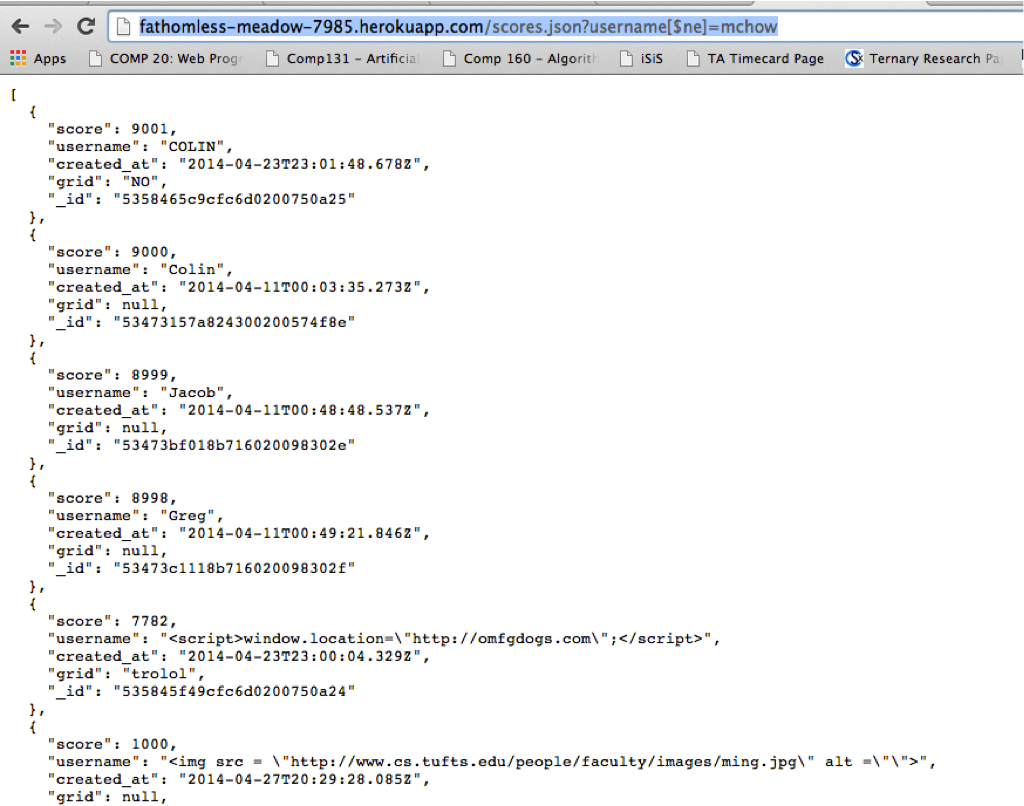 fathomless-meadow-7985.herokuapp.com/scores.json?username[$ne]=mchow
Apps COMP 20: Web Prog Comp131 - Artificia Comp 160 - Algorit iSiS TA Timecard Page Ternary Research Pa
[
{
"score": 9001,
"username": "COLIN",
"created_at": "2014-04-23T23:01:48.678Z",
"grid": "NO",
"_id": "5358465c9cfc6d0200750a25"
},
{
"score": 9000,
"username": "Colin",
"created_at": "2014-04-11T00:03:35.273Z",
"grid": null,
"_id": "53473157a824300200574f8e"
},
{
"score": 8999,
"username": "Jacob",
"created_at": "2014-04-11T00:48:48.537Z",
"grid": null,
"_id": "53473bf018b716020098302e"
},
{
"score": 8998,
"username": "Greg",
"created_at": "2014-04-11T00:49:21.846Z",
"grid": null,
"_id": "53473c1118b716020098302f"
},
{
"score": 7782,
"username": "<script>window.location=\"http://omfgdogs.com\";</script>",
"created_at": "2014-04-23T23:00:04.329Z",
"grid": "trolol",
"_id": "535845f49cfc6d0200750a24"
},
{
"score": 1000,
"username": "<img src = \"http://www.cs.tufts.edu/people/faculty/images/ming.jpg\" alt =\"\">",
"created_at": "2014-04-27T20:29:28.085Z",
"grid": null,